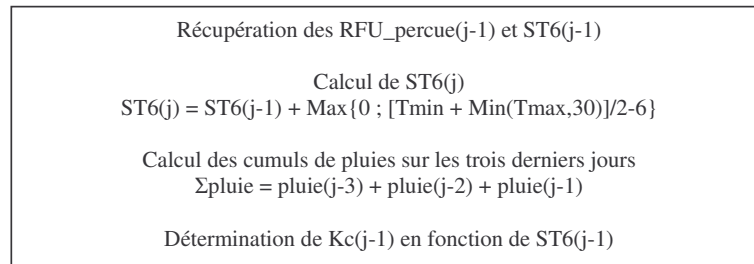 Récupération des RFU_percue(j-1) et ST6(j-1)
Calcul de ST6(j)
ST6(j) = ST6(j-1) + Max{0 ; [Tmin + Min(Tmax,30)]/2-6}
Calcul des cumuls de pluies sur les trois derniers jours
Σpluie = pluie(j-3) + pluie(j-2) + pluie(j-1)
Détermination de Kc(j-1) en fonction de ST6(j-1)